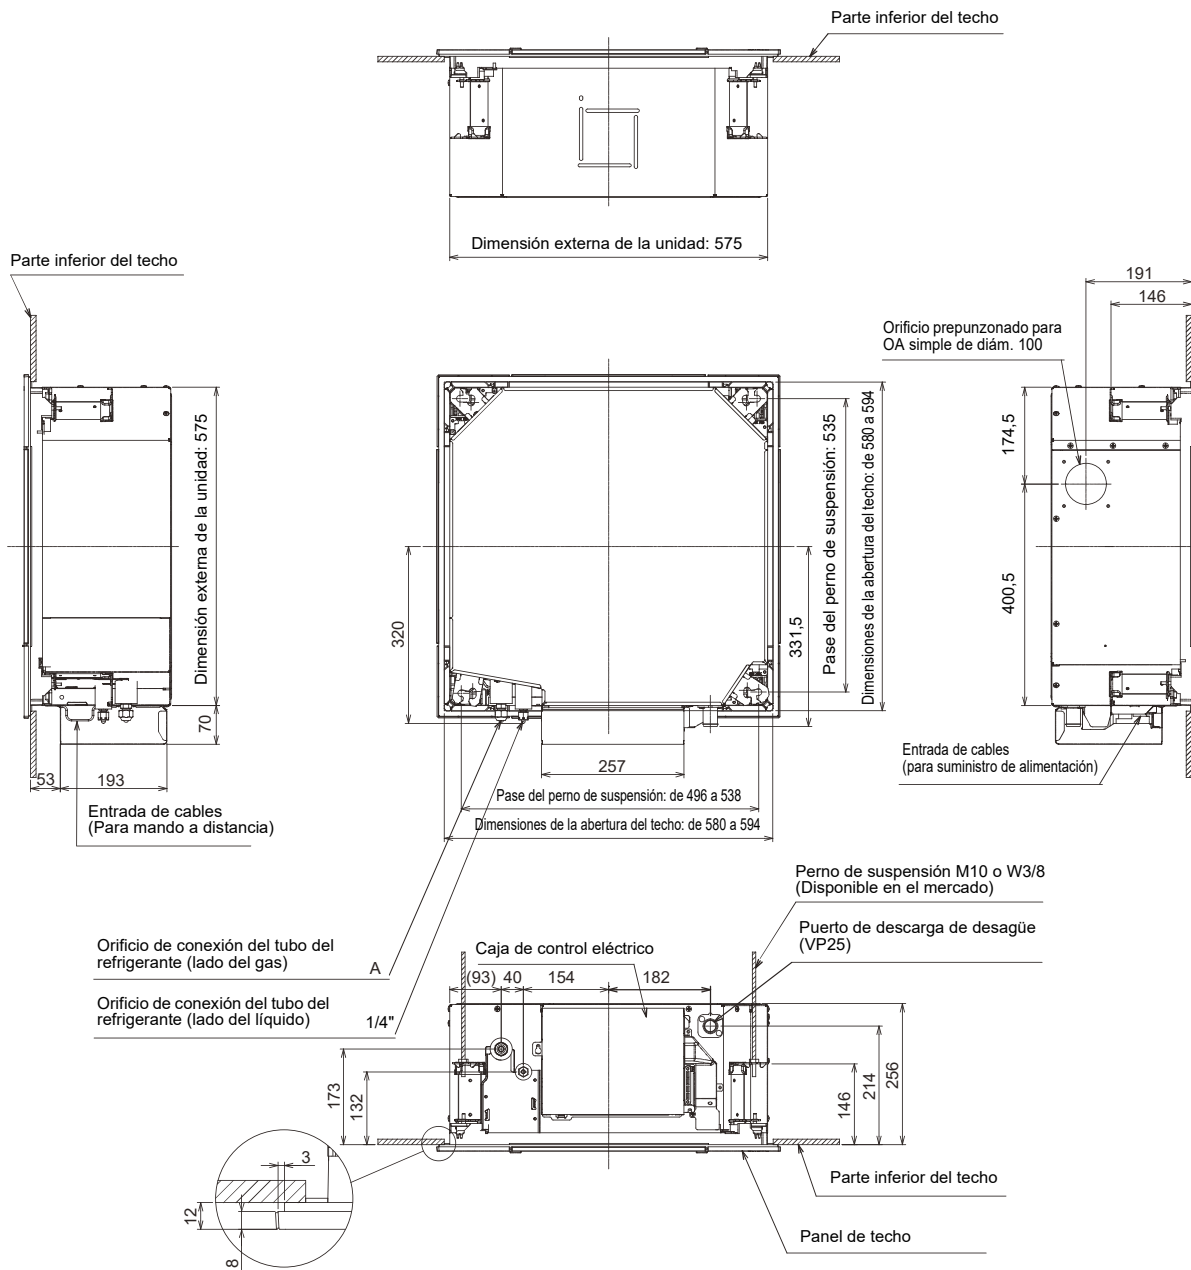 Parte inferior del techo
Dimensión externa de la unidad: 575
Parte inferior del techo
191
146
Orificio prepunzonado para
OA simple de diám. 100
Dimensión externa de la unidad: 575
70
53
193
Entrada de cables
(Para mando a distancia)
320
331,5
Pase del perno de suspensión: 535
Dimensiones de la abertura del techo: de 580 a 594
174,5
400,5
257
Pase del perno de suspensión: de 496 a 538
Dimensiones de la abertura del techo: de 580 a 594
Entrada de cables
(para suministro de alimentación)
Perno de suspensión M10 o W3/8
(Disponible en el mercado)
Puerto de descarga de desagüe
(VP25)
Orificio de conexión del tubo del
refrigerante (lado del gas)
A
Orificio de conexión del tubo del
refrigerante (lado del líquido)
1/4"
Caja de control eléctrico
(93)
40
154
182
173
132
146
214
256
3
12
8
Parte inferior del techo
Panel de techo